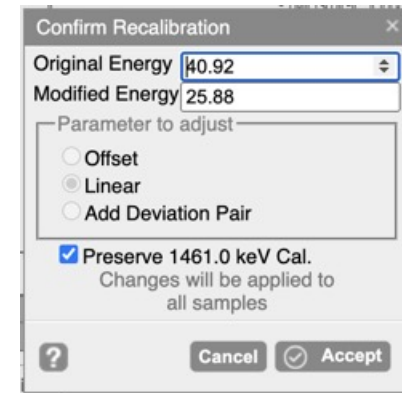 Confirm Recalibration ×
Original Energy 40.92
Modified Energy 25.88
Parameter to adjust
Offset
Linear
Add Deviation Pair
Preserve 1461.0 keV Cal.
Changes will be applied to
all samples
? Cancel Accept